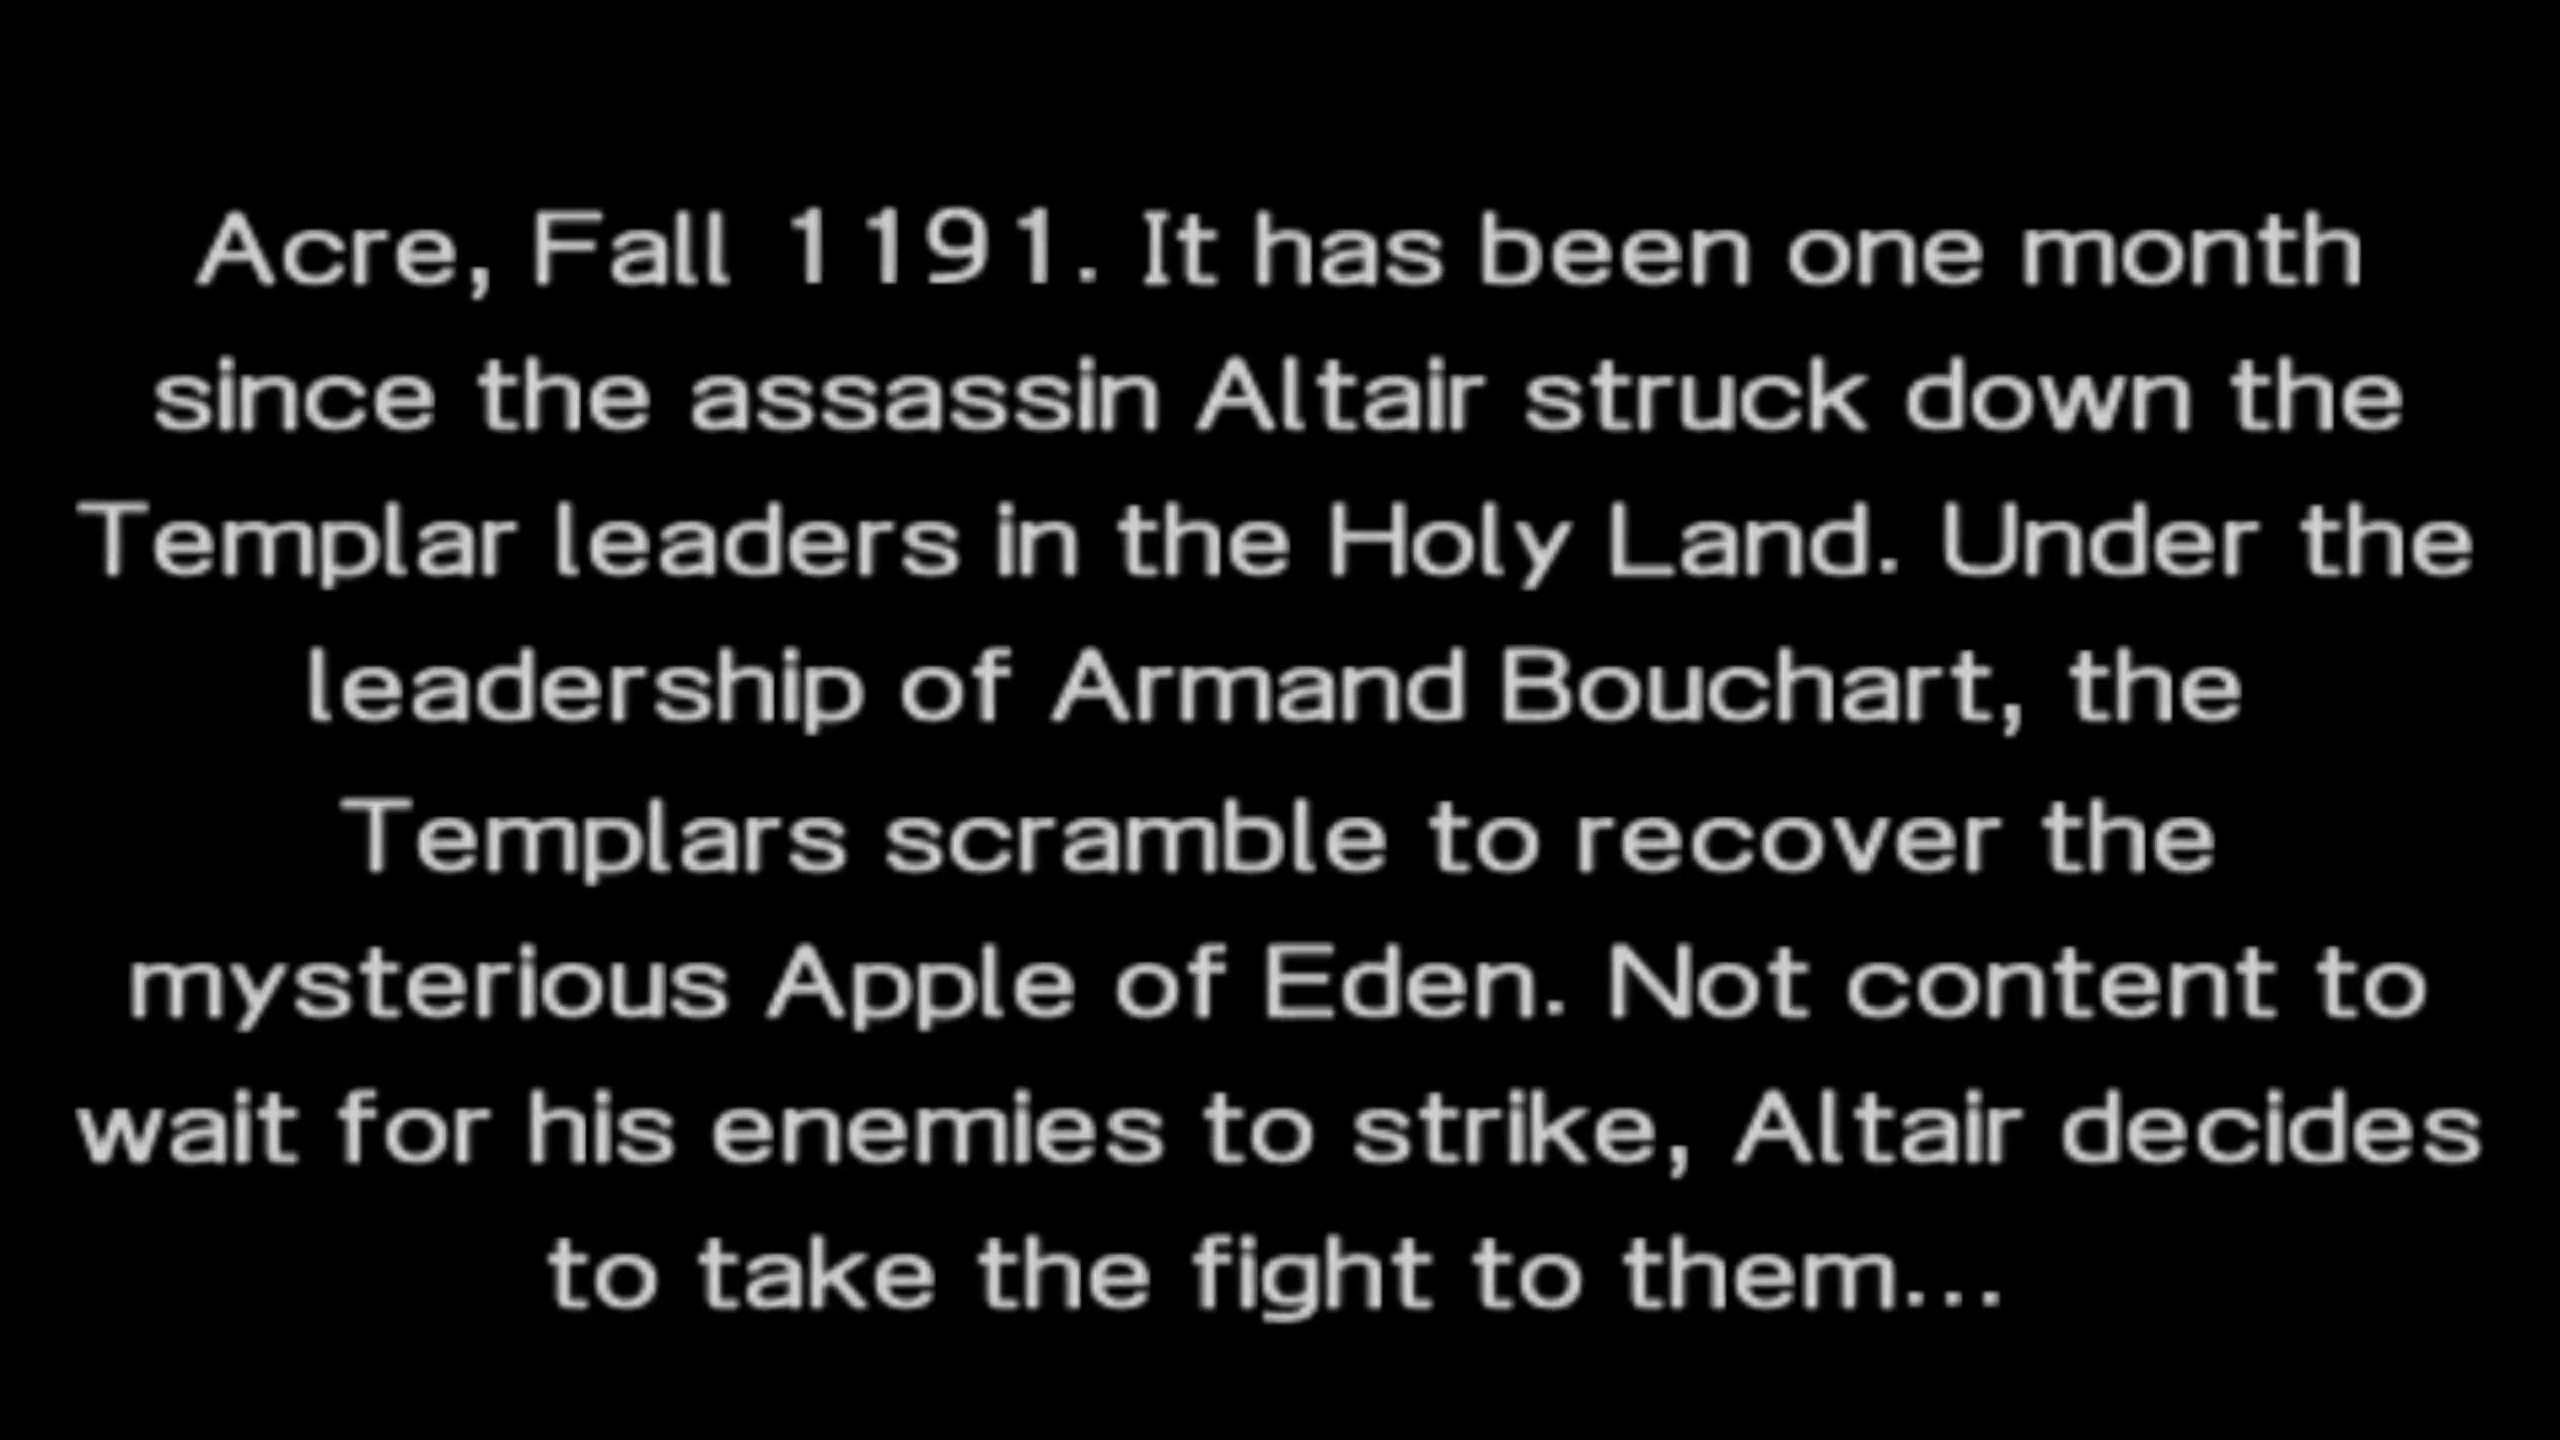 Acre, Fall 1191. It has been one month
since the assassin Altair struck down the
Templar leaders in the Holy Land. Under the
leadership of Armand Bouchart, the
Templars scramble to recover the
mysterious Apple of Eden. Not content to
wait for his enemies to strike, Altair decides
to take the fight to them...